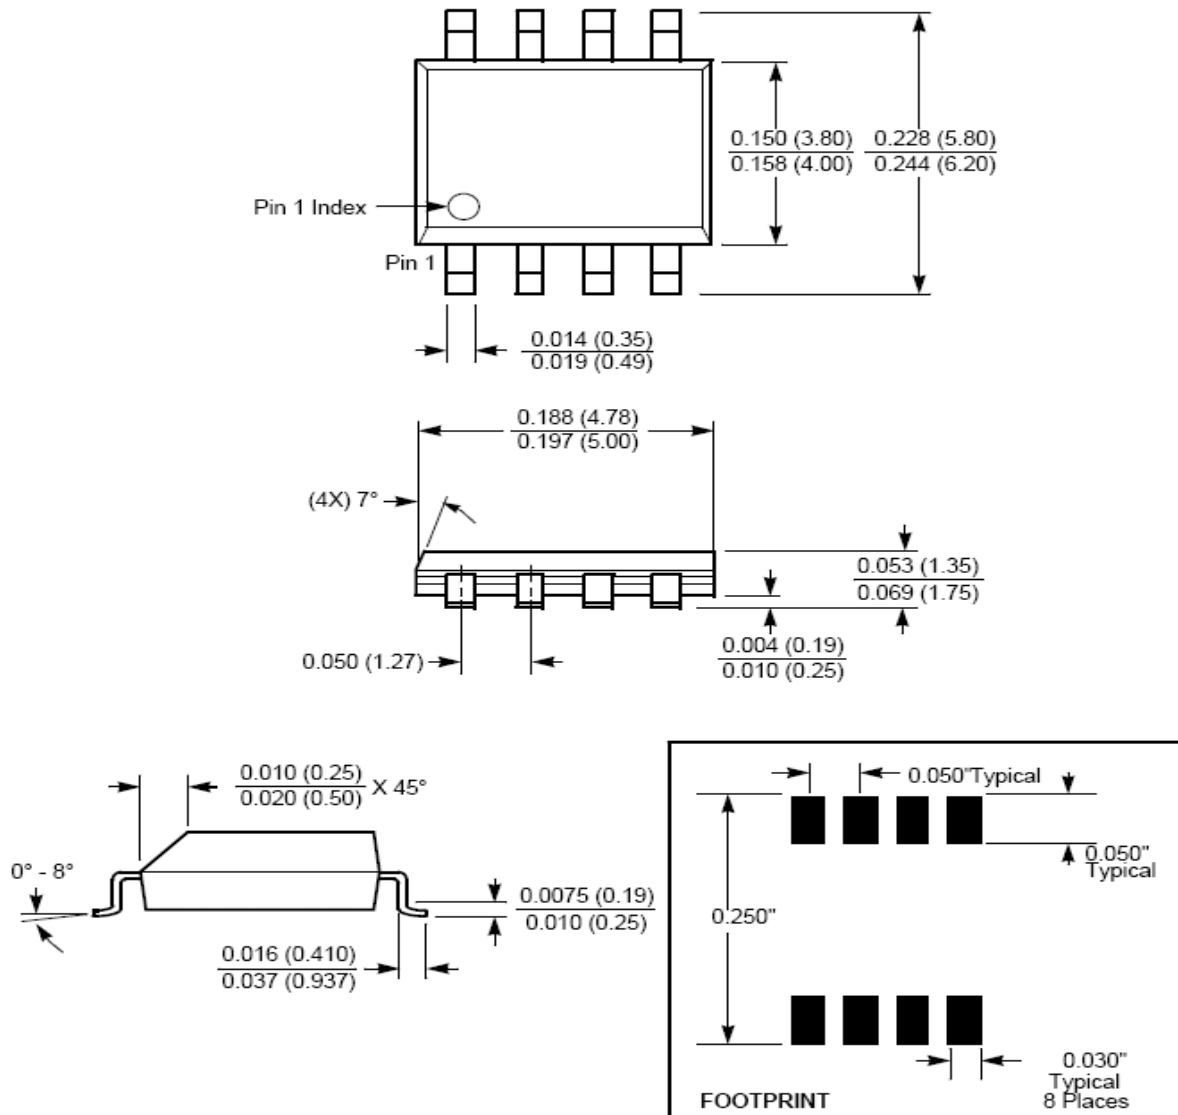 0.150 (3.80)
0.158 (4.00)
0.228 (5.80)
0.244 (6.20)
Pin 1 Index
Pin 1
0.014 (0.35)
0.019 (0.49)
0.188 (4.78)
0.197 (5.00)
(4X) 7°
0.053 (1.35)
0.069 (1.75)
0.004 (0.19)
0.010 (0.25)
0.050 (1.27)
0.010 (0.25)
0.020 (0.50)
X 45°
0° - 8°
0.0075 (0.19)
0.010 (0.25)
0.016 (0.410)
0.037 (0.937)
0.050"Typical
0.050"
Typical
0.250"
0.030"
Typical
8 Places
FOOTPRINT